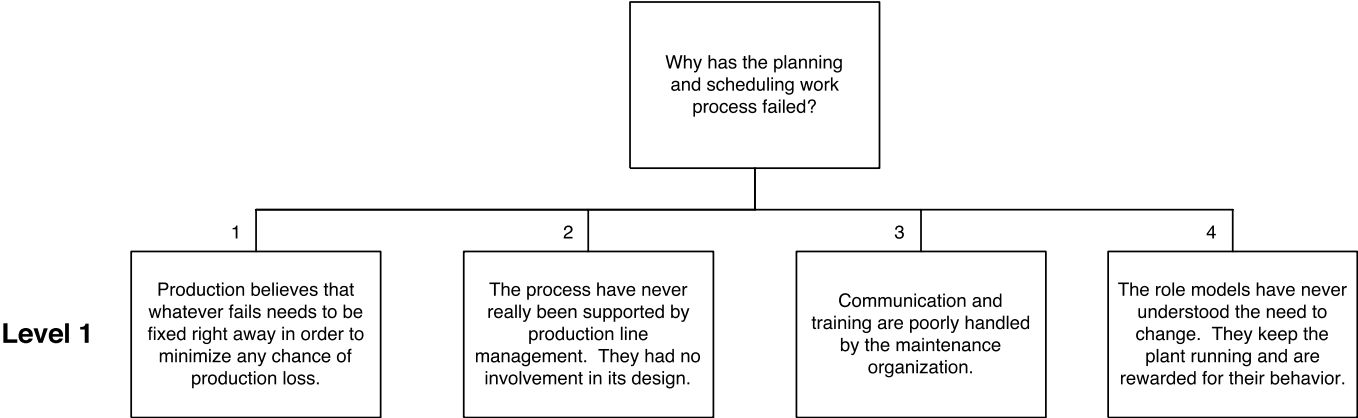 Why has the planning
and scheduling work
process failed?
1
2
3
4
Level 1
Production believes that
whatever fails needs to be
fixed right away in order to
minimize any chance of
production loss.
The process have never
really been supported by
production line
management.  They had no
involvement in its design.
Communication and
training are poorly handled
by the maintenance
organization.
The role models have never
understood the need to
change.  They keep the
plant running and are
rewarded for their behavior.